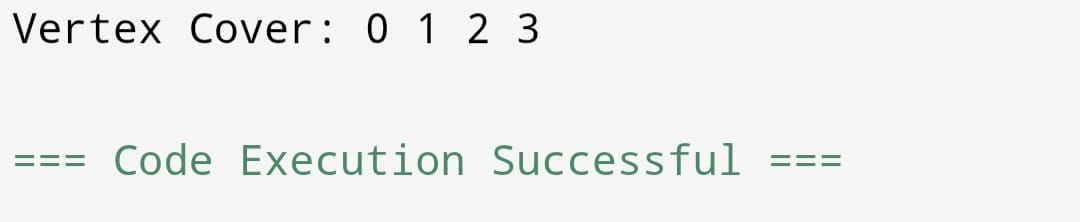 Vertex Cover: 0 1 2 3
=== Code Execution Successful ===